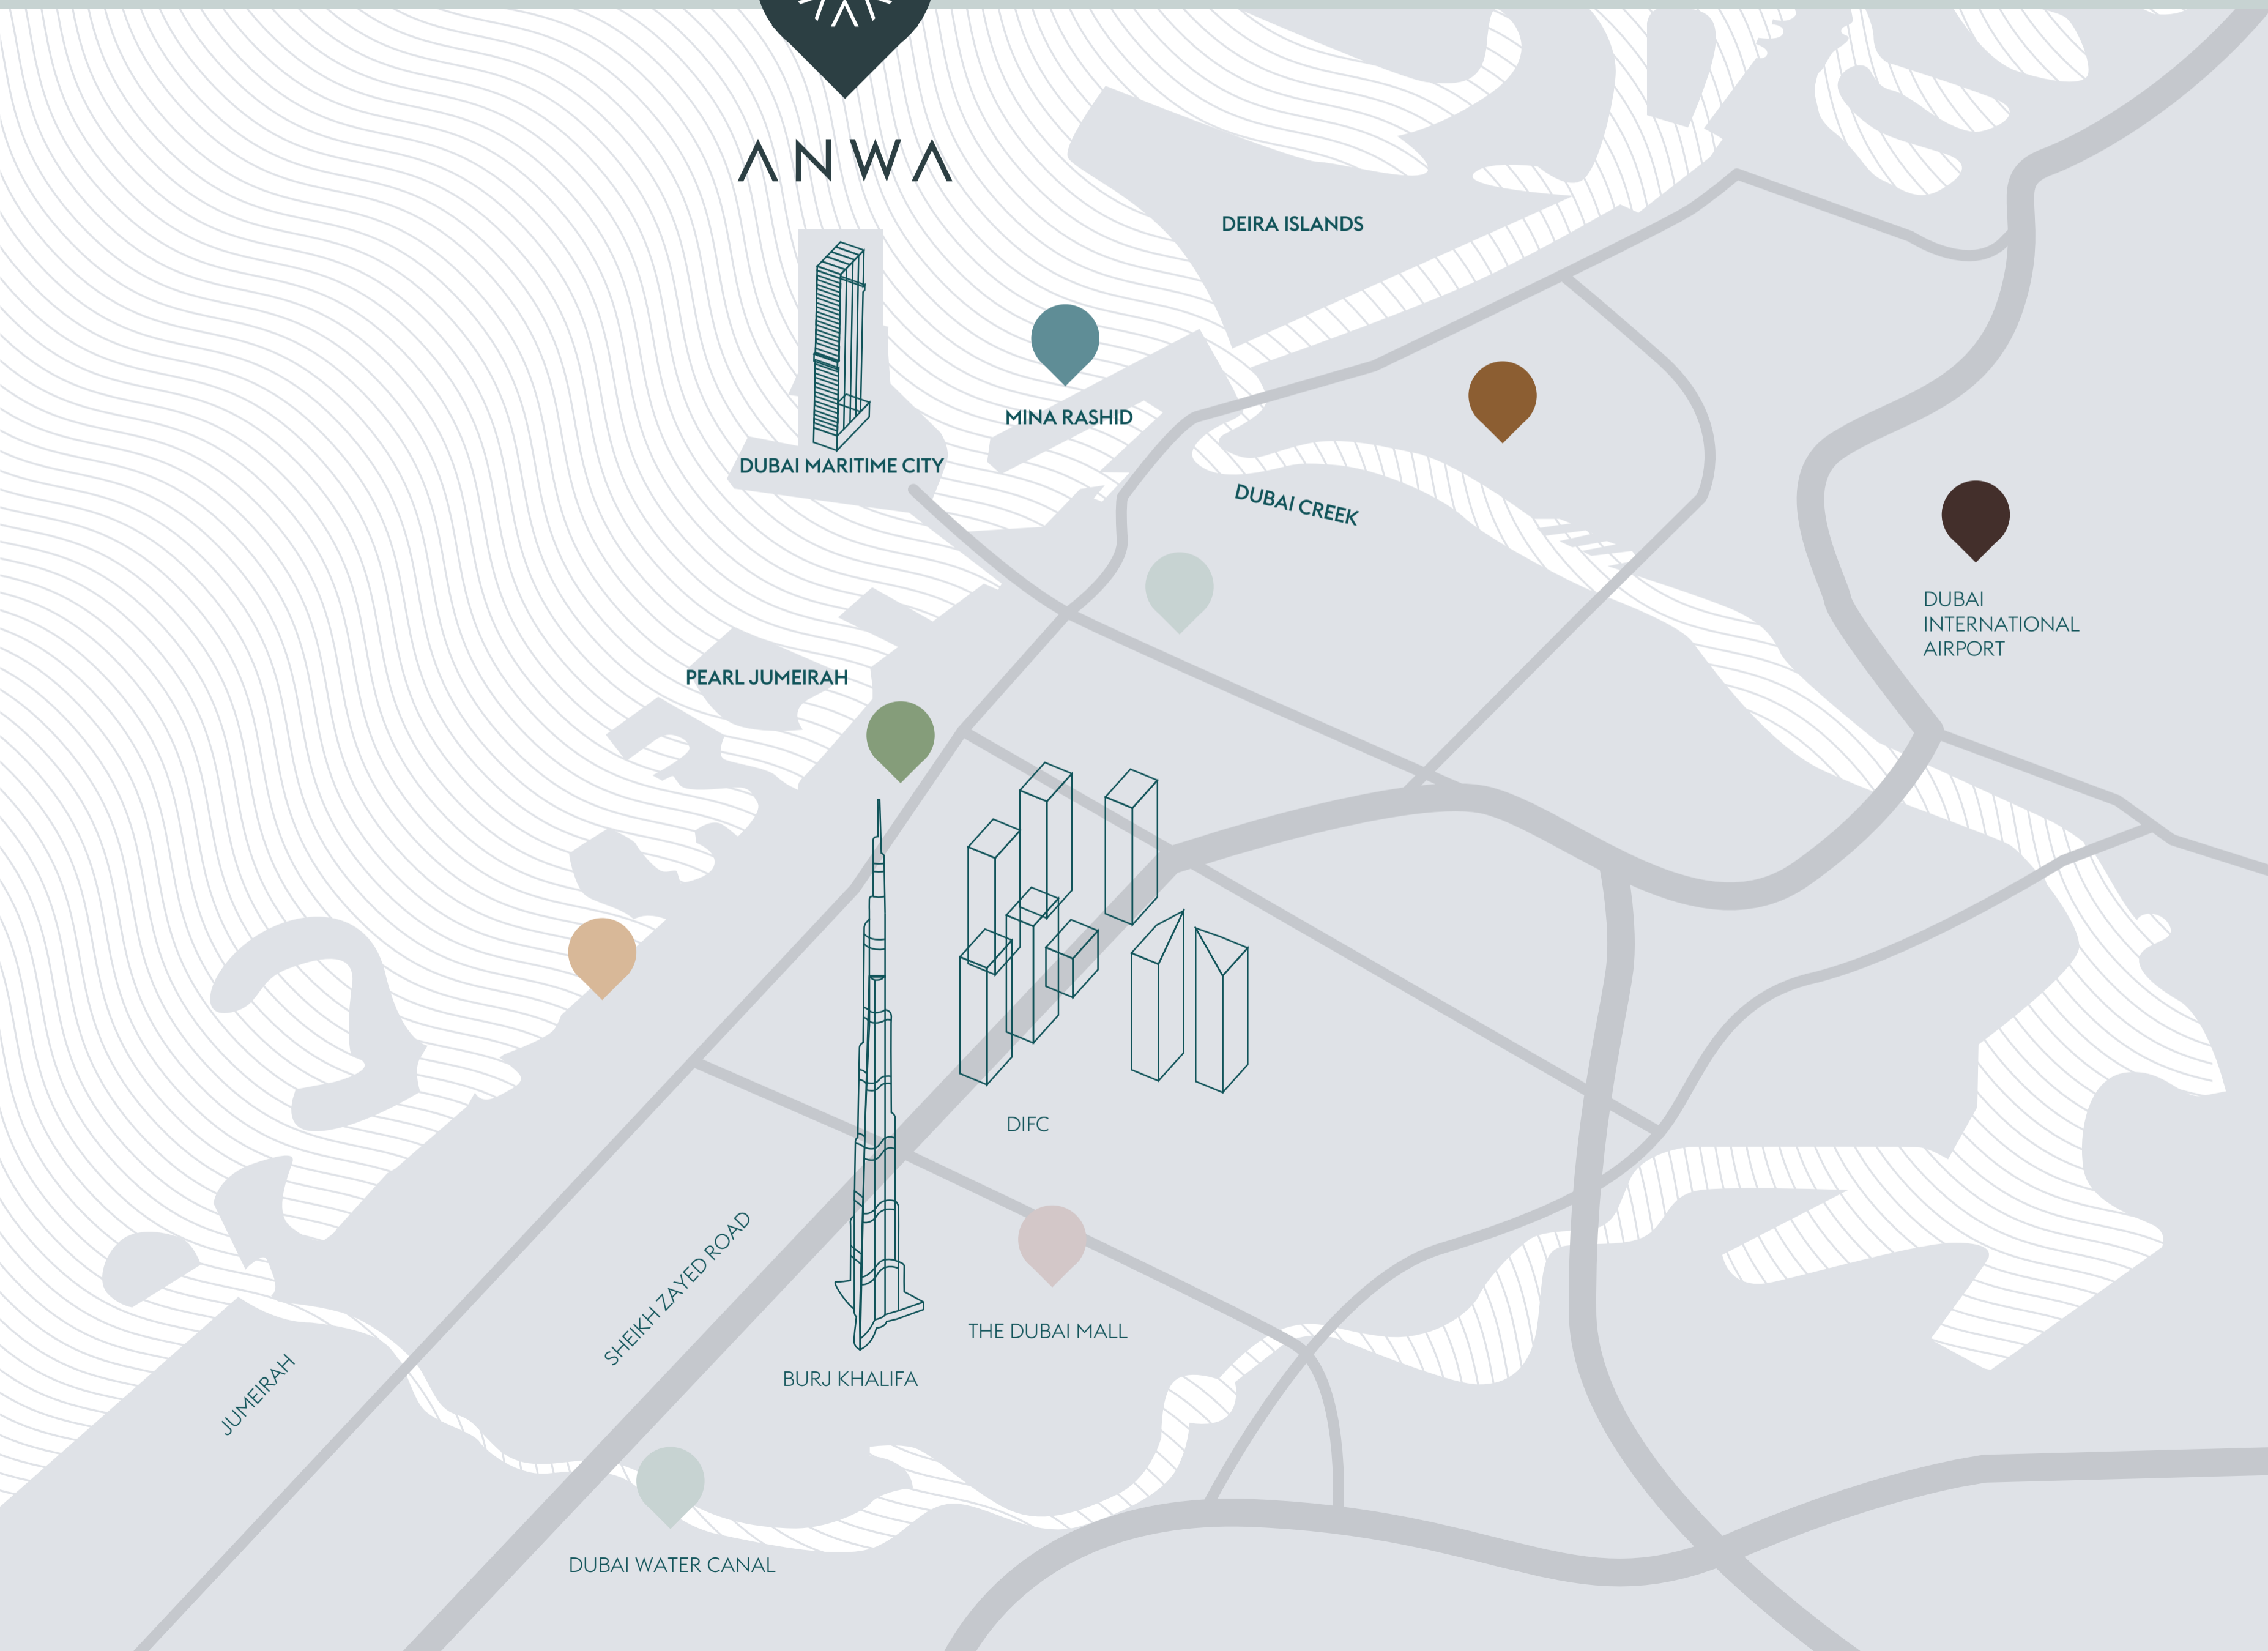 ANWA
DEIRA ISLANDS
MINA RASHID
DUBAI MARITIME CITY
DUBAI CREEK
DUBAI
INTERNATIONAL
AIRPORT
PEARL JUMEIRAH
DIFC
SHEIKH ZAYED ROAD
THE DUBAI MALL
BURJ KHALIFA
JUMEIRAH
DUBAI WATER CANAL